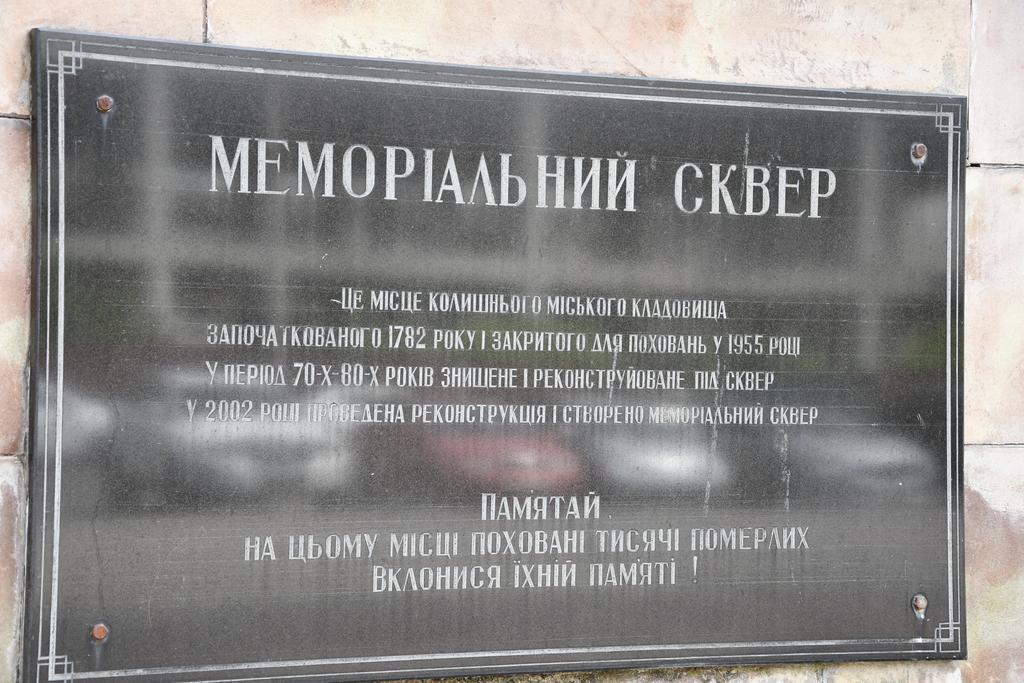 МЕМОРІАЛЬНИЙ СКВЕР
ЦЕ МІСЦЕ КОЛИШНЬОГО МІСЬКОГО КЛАДОВИЩА
ЗАПОЧАТКОВАНОГО 1782 РОКУ І ЗАКРИТОГО ДЛЯ ПОХОВАНЬ У 1955 РОЦІ
У ПЕРІОД 70-Х-80-Х РОКІВ ЗНИЩЕНЕ І РЕКОНСТРУЙОВАНЕ ПІД СКВЕР
У 2002 РОЦІ ПРОВЕДЕНА РЕКОНСТРУКЦІЯ І СТВОРЕНО МЕМОРІАЛЬНИЙ СКВЕР
ПАМ'ЯТАЙ
НА ЦЬОМУ МІСЦІ ПОХОВАНІ ТИСЯЧІ ПОМЕРЛИХ
ВКЛОНИСЯ ЇХНІЙ ПАМ'ЯТІ !